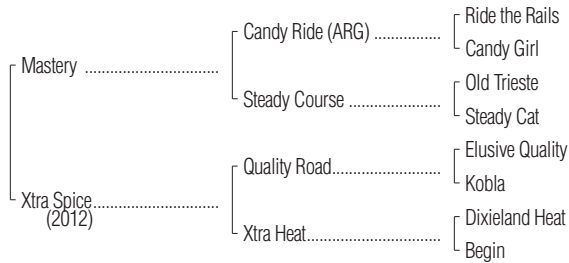 Ride the Rails
Candy Ride (ARG) ................
Candy Girl
Mastery ................................
Old Trieste
Steady Course ......................
Steady Cat
Elusive Quality
Quality Road..........................
Kobla
Xtra Spice..............................
(2012)
Dixieland Heat
Xtra Heat................................
Begin